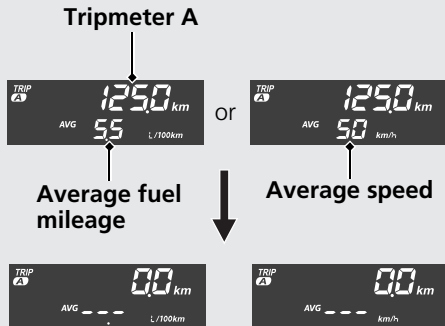 Tripmeter A
TRIP A 125.0 km
AVG 5.5 L/100km
or
TRIP A 125.0 km
AVG 50 km/h
Average fuel
mileage
Average speed
TRIP A 0.0 km
AVG _ _ _._ L/100km
TRIP A 0.0 km
AVG _ _ _ km/h